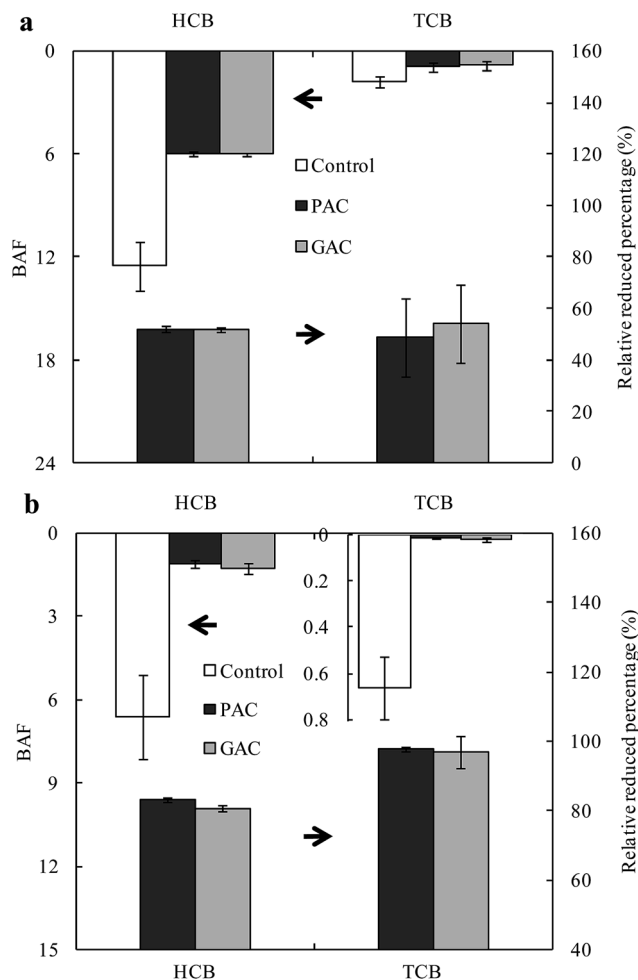 a
HCB TCB
0
6
12
18
24
BAF
Control
PAC
GAC
160
140
120
100
80
60
40
20
0
Relative reduced percentage (%)
b
HCB TCB
0
3
6
9
12
15
BAF
Control
PAC
GAC
0
0.2
0.4
0.6
0.8
160
140
120
100
80
60
40
Relative reduced percentage (%)
HCB TCB